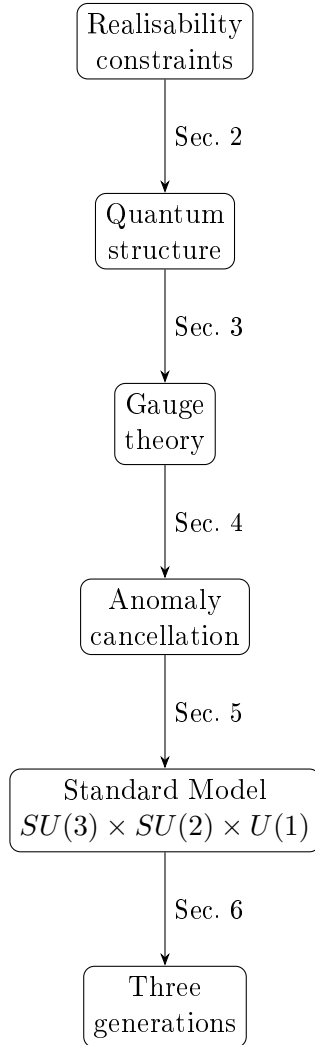 Realisability
constraints
Sec. 2
Quantum
structure
Sec. 3
Gauge
theory
Sec. 4
Anomaly
cancellation
Sec. 5
Standard Model
SU(3) × SU(2) × U(1)
Sec. 6
Three
generations